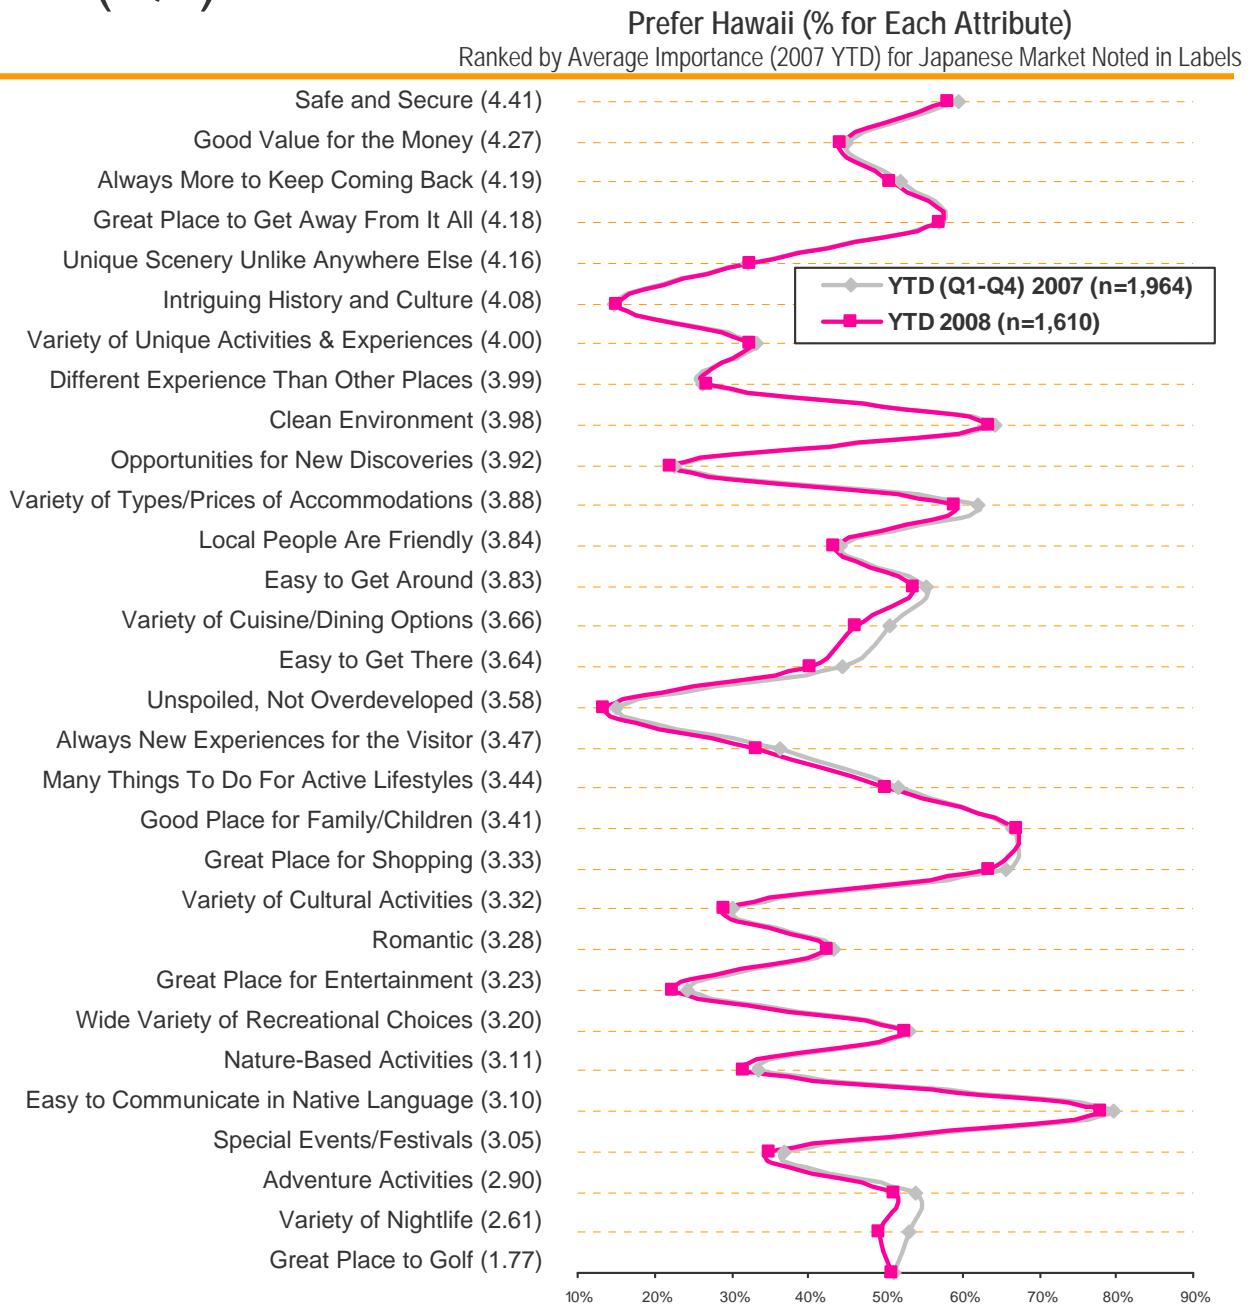 Prefer Hawaii (% for Each Attribute)
Ranked by Average Importance (2007 YTD) for Japanese Market Noted in Labels
Safe and Secure (4.41)
Good Value for the Money (4.27)
Always More to Keep Coming Back (4.19)
Great Place to Get Away From It All (4.18)
Unique Scenery Unlike Anywhere Else (4.16)
Intriguing History and Culture (4.08)
Variety of Unique Activities & Experiences (4.00)
Different Experience Than Other Places (3.99)
Clean Environment (3.98)
Opportunities for New Discoveries (3.92)
Variety of Types/Prices of Accommodations (3.88)
Local People Are Friendly (3.84)
Easy to Get Around (3.83)
Variety of Cuisine/Dining Options (3.66)
Easy to Get There (3.64)
Unspoiled, Not Overdeveloped (3.58)
Always New Experiences for the Visitor (3.47)
Many Things To Do For Active Lifestyles (3.44)
Good Place for Family/Children (3.41)
Great Place for Shopping (3.33)
Variety of Cultural Activities (3.32)
Romantic (3.28)
Great Place for Entertainment (3.23)
Wide Variety of Recreational Choices (3.20)
Nature-Based Activities (3.11)
Easy to Communicate in Native Language (3.10)
Special Events/Festivals (3.05)
Adventure Activities (2.90)
Variety of Nightlife (2.61)
Great Place to Golf (1.77)
YTD (Q1-Q4) 2007 (n=1,964)
YTD 2008 (n=1,610)
10% 20% 30% 40% 50% 60% 70% 80% 90%